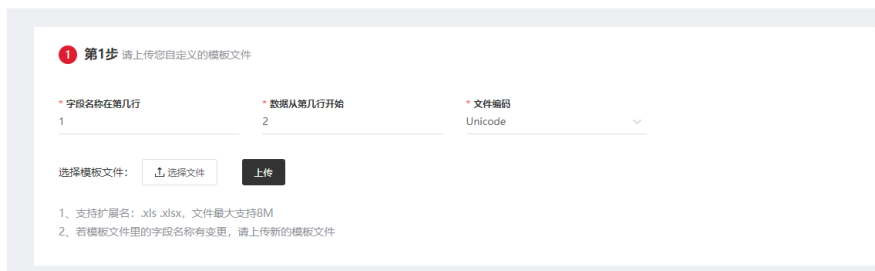 1 第1步 请上传您自定义的模板文件
* 字段名称在第几行 * 数据从第几行开始 * 文件编码
1 2 Unicode
选择模板文件： 选择文件 上传
1、支持扩展名：.xls .xlsx，文件最大支持8M
2、若模板文件里的字段名称有变更，请上传新的模板文件